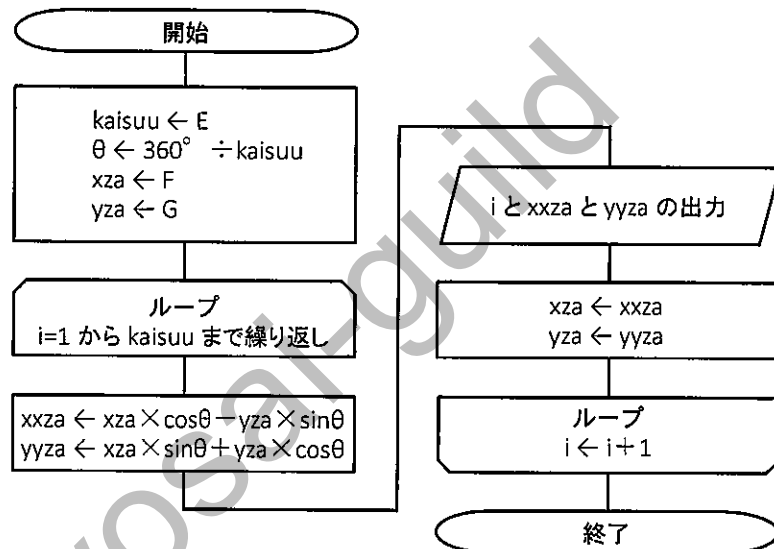 開始
kaisuu ← E
θ ← 360° ÷kaisuu
xza ← F
yza ← G
ループ
i=1 から kaisuu まで繰り返し
xxza ← xza×cosθ−yza×sinθ
yyza ← xza×sinθ+yza×cosθ
i と xxza と yyza の出力
xza ← xxza
yza ← yyza
ループ
i ← i+1
終了
rosai-guild